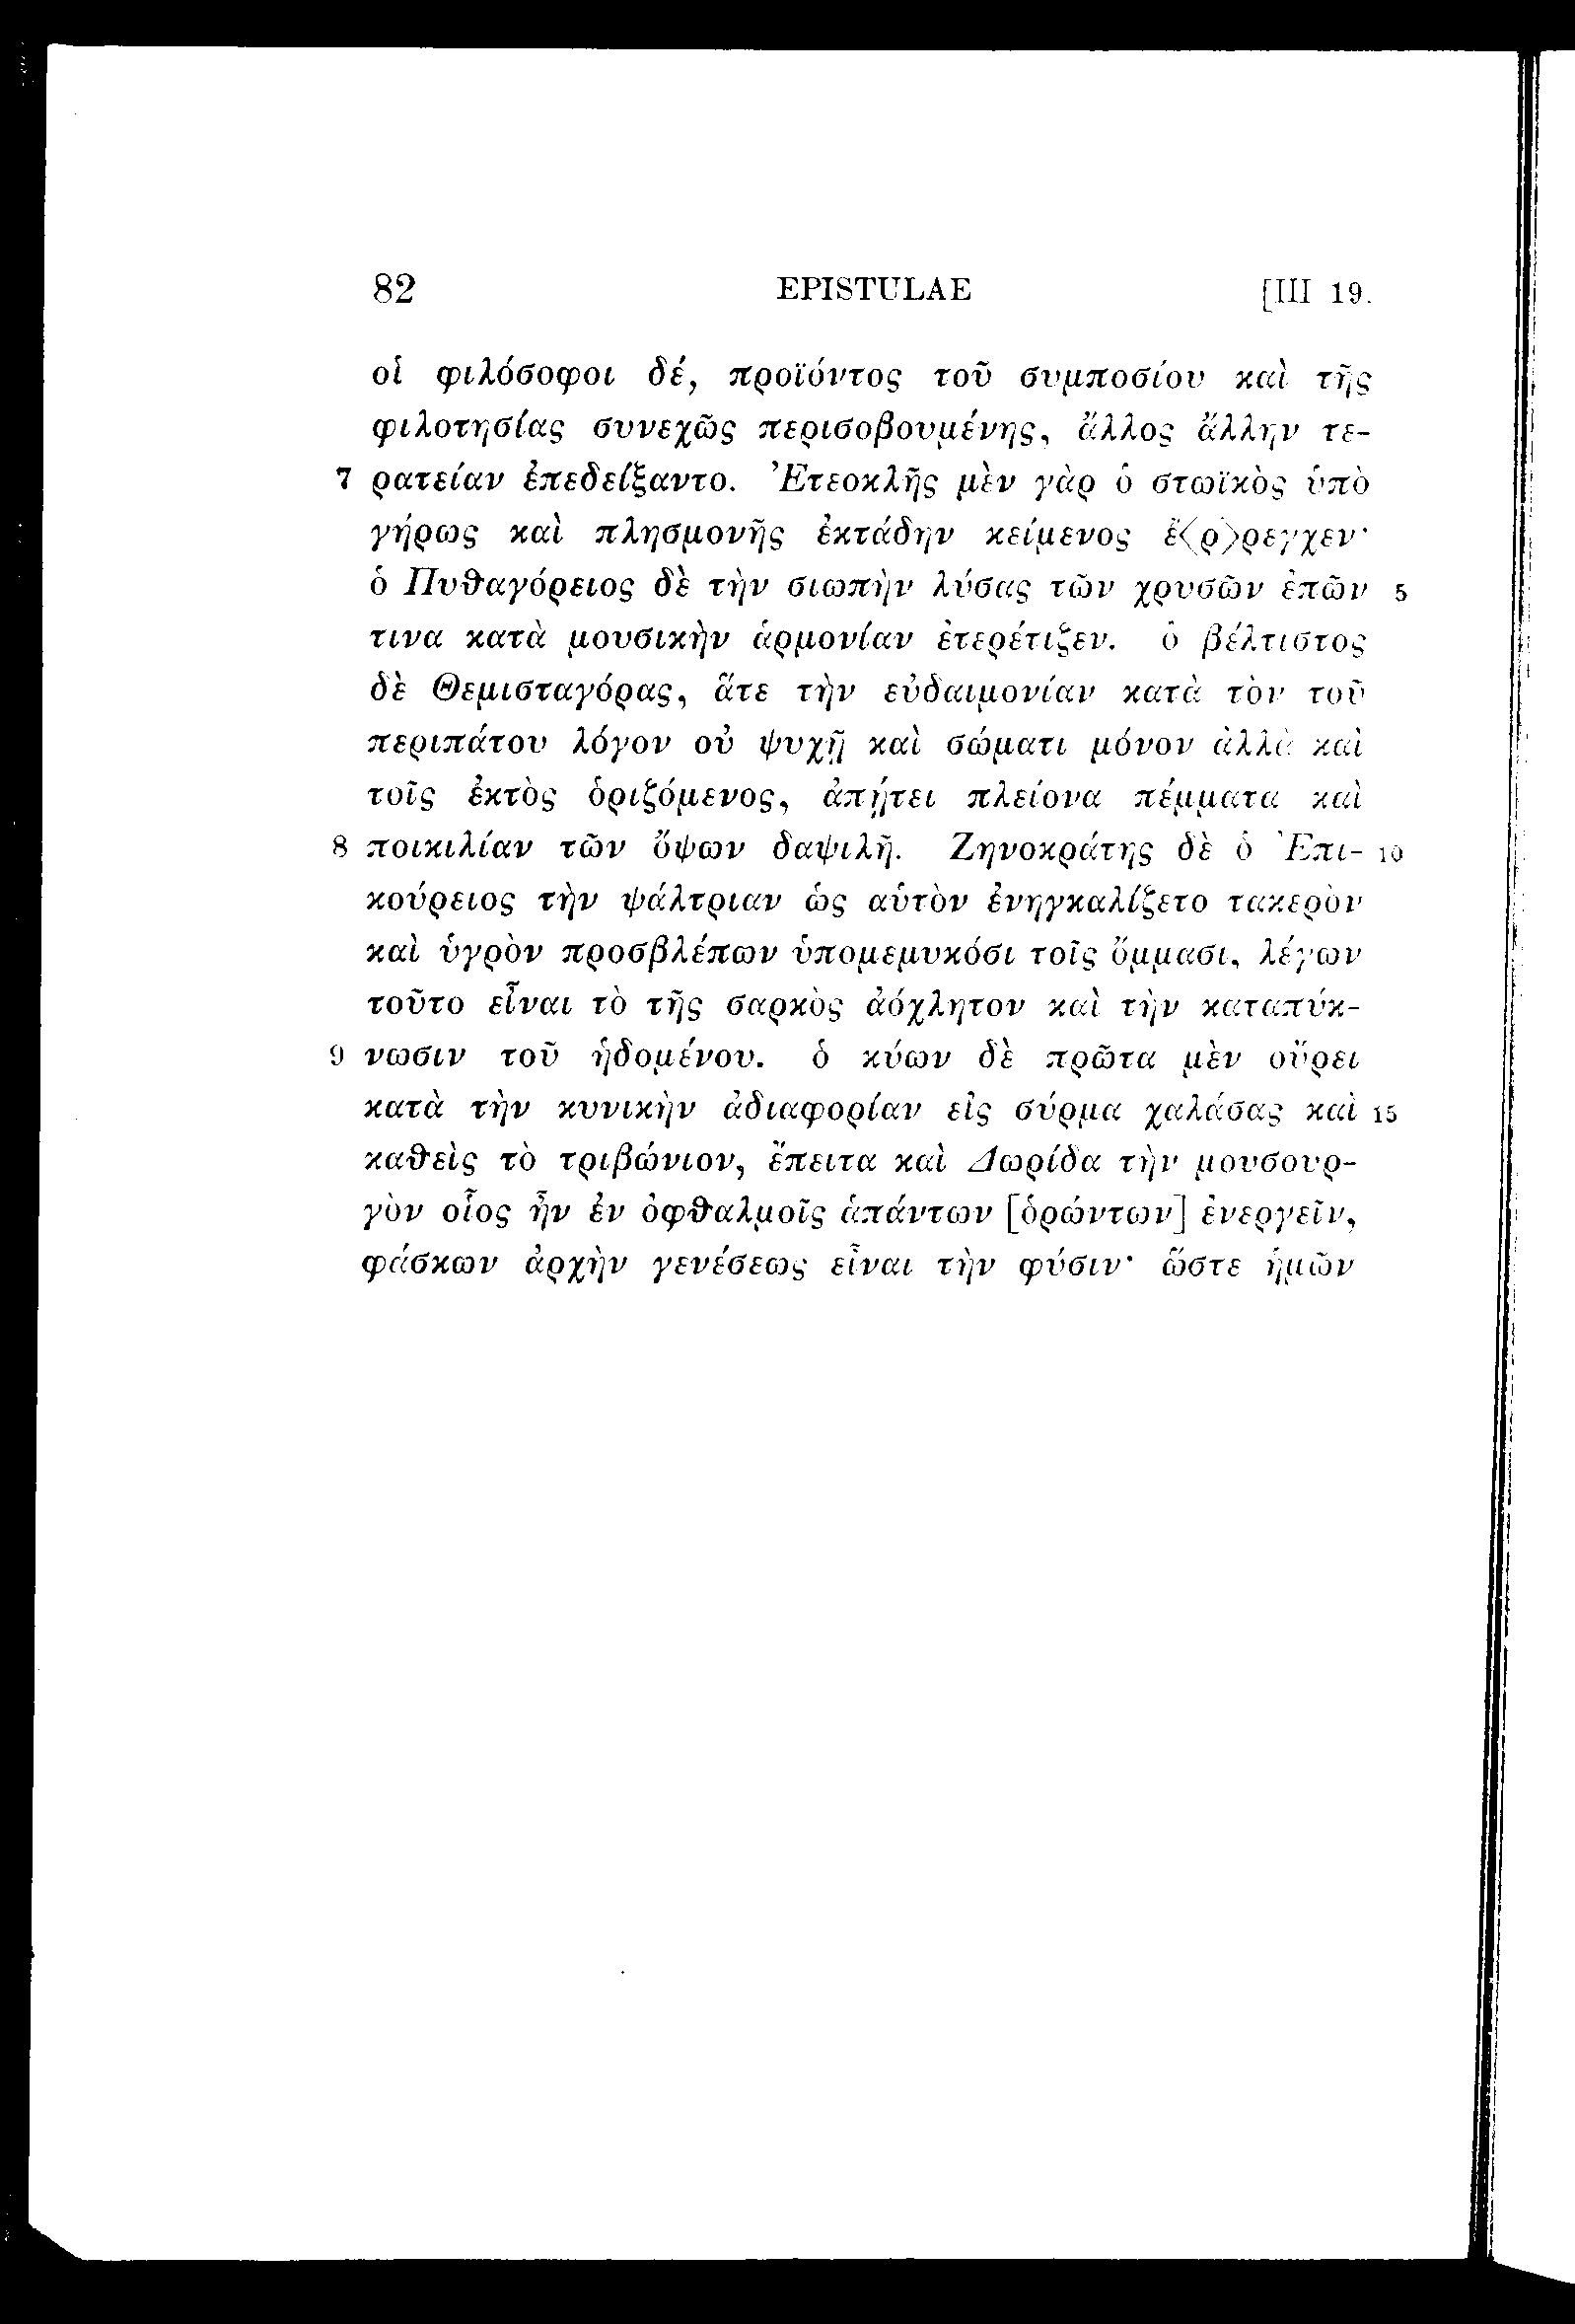 82 EPISTULAE [III 19.
οἱ φιλόσοφοι δέ, προϊόντος τοῦ συμποσίου καὶ τῆς
φιλοτησίας συνεχῶς περισοβουμένης, ἄλλος ἄλλην τε-
7 ρατείαν ἐπεδείξαντο. Ἐτεοκλῆς μὲν γὰρ ὁ στωϊκὸς ὑπὸ
γήρως καὶ πλησμονῆς ἐκτάδην κείμενος ἔ⟨ρ⟩ρεγχεν·
ὁ Πυθαγόρειος δὲ τὴν σιωπὴν λύσας τῶν χρυσῶν ἐπῶν 5
τινα κατὰ μουσικὴν ἁρμονίαν ἐτερέτιζεν. ὁ βέλτιστος
δὲ Θεμισταγόρας, ἅτε τὴν εὐδαιμονίαν κατὰ τὸν τοῦ
περιπάτου λόγον οὐ ψυχῇ καὶ σώματι μόνον ἀλλὰ καὶ
τοῖς ἐκτὸς ὁριζόμενος, ἀπῄτει πλείονα πέμματα καὶ
8 ποικιλίαν τῶν ὄψων δαψιλῆ. Ζηνοκράτης δὲ ὁ Ἐπι- 10
κούρειος τὴν ψάλτριαν ὡς αὑτὸν ἐνηγκαλίζετο τακερὸν
καὶ ὑγρὸν προσβλέπων ὑπομεμυκόσι τοῖς ὄμμασι, λέγων
τοῦτο εἶναι τὸ τῆς σαρκὸς ἀόχλητον καὶ τὴν καταπύκ-
9 νωσιν τοῦ ἡδομένου. ὁ κύων δὲ πρῶτα μὲν οὔρει
κατὰ τὴν κυνικὴν ἀδιαφορίαν εἰς σύρμα χαλάσας καὶ 15
καθεὶς τὸ τριβώνιον, ἔπειτα καὶ Δωρίδα τὴν μουσουρ-
γὸν οἷος ἦν ἐν ὀφθαλμοῖς ἁπάντων [ὁρώντων] ἐνεργεῖν,
φάσκων ἀρχὴν γενέσεως εἶναι τὴν φύσιν· ὥστε ἡμῶν